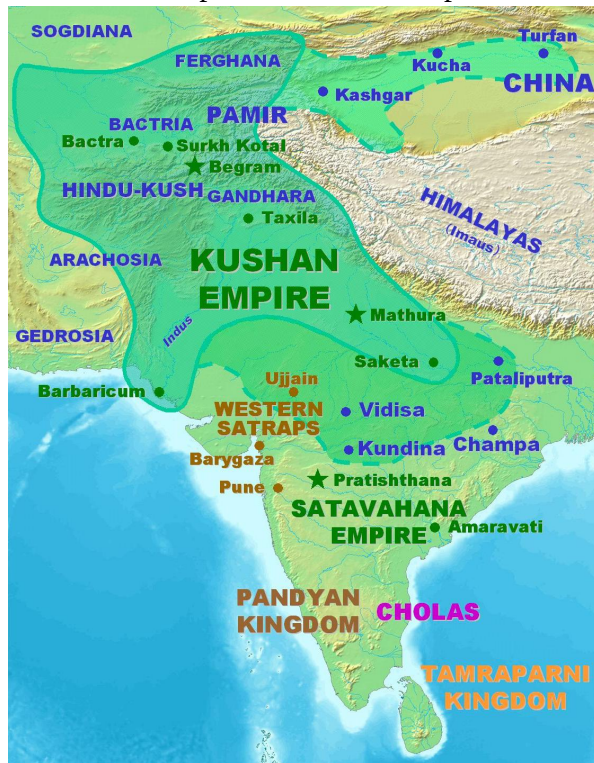 SOGDIANA
Turfan
FERGHANA
Kucha
CHINA
Kashgar
PAMIR
BACTRIA
Bactra
Surkh Kotal
Begram
HINDU-KUSH
GANDHARA
Taxila
HIMALAYAS
(Imaus)
ARACHOSIA
KUSHAN
EMPIRE
Mathura
GEDROSIA
Indus
Saketa
Pataliputra
Barbaricum
Ujjain
WESTERN
SATRAPS
Vidisa
Kundina
Champa
Barygaza
Pune
Pratishthana
SATAVAHANA
EMPIRE
Amaravati
PANDYAN
KINGDOM
CHOLAS
TAMRAPARNI
KINGDOM